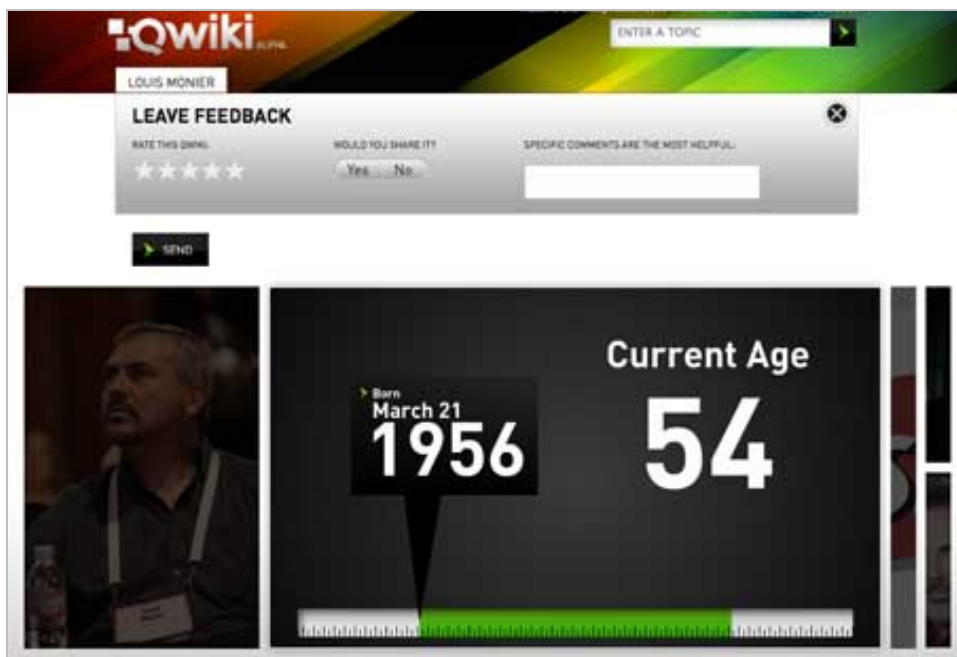 Qwiki ALPHA
ENTER A TOPIC
LOUIS MONIER
LEAVE FEEDBACK
RATE THIS QWIKI:
WOULD YOU SHARE IT?
SPECIFIC COMMENTS ARE THE MOST HELPFUL:
Yes No
SEND
Current Age
54
Born
March 21
1956